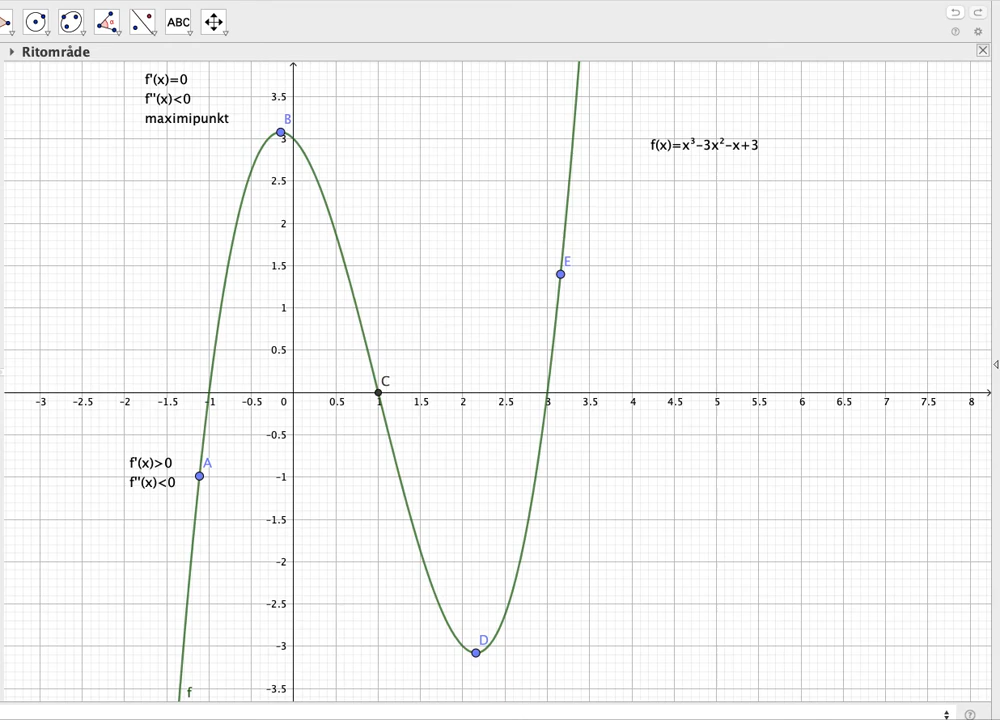 ABC
Ritområde
f'(x)=0
f''(x)<0
maximipunkt
f(x)=x³-3x²-x+3
B
E
C
f'(x)>0
f''(x)<0
A
D
f
3.5
3
2.5
2
1.5
1
0.5
-0.5
-1
-1.5
-2
-2.5
-3
-3.5
-3 -2.5 -2 -1.5 -1 -0.5 0 0.5 1 1.5 2 2.5 3 3.5 4 4.5 5 5.5 6 6.5 7 7.5 8